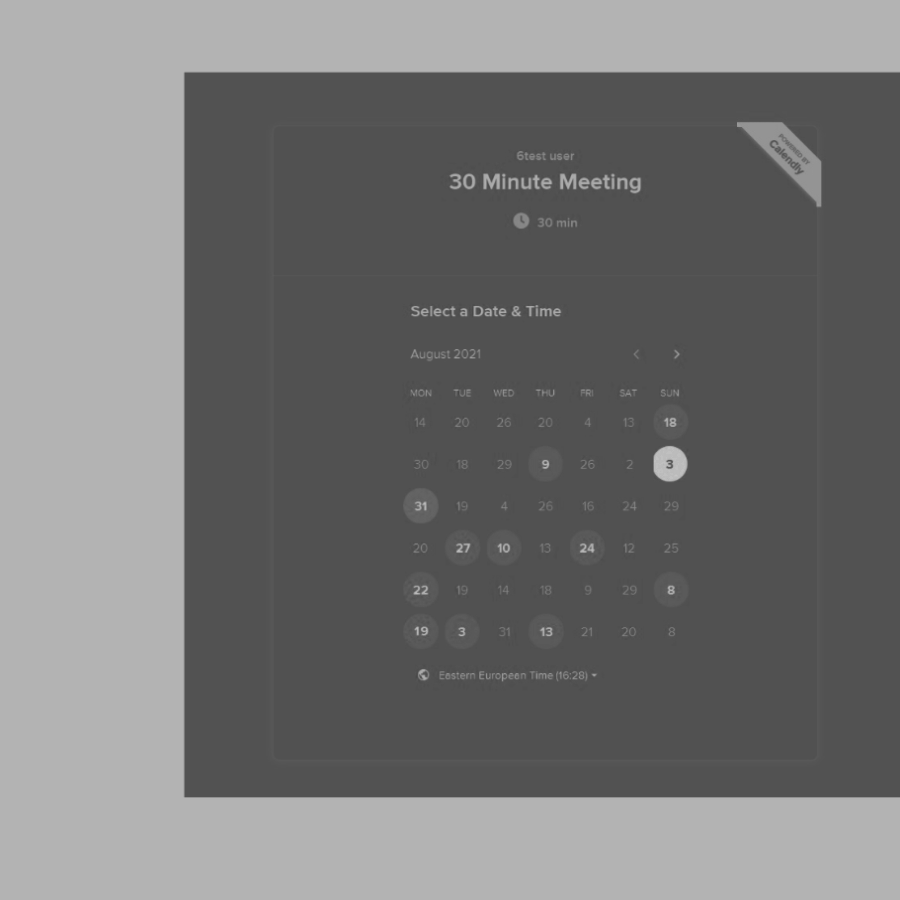 POWERED BY
Calendly
6test user
30 Minute Meeting
30 min
Select a Date & Time
August 2021
MON TUE WED THU FRI SAT SUN
14 20 26 20 4 13 18
30 18 29 9 26 2 3
31 19 4 26 16 24 29
20 27 10 13 24 12 25
22 19 14 18 9 29 8
19 3 31 13 21 20 8
Eastern European Time (16:28)